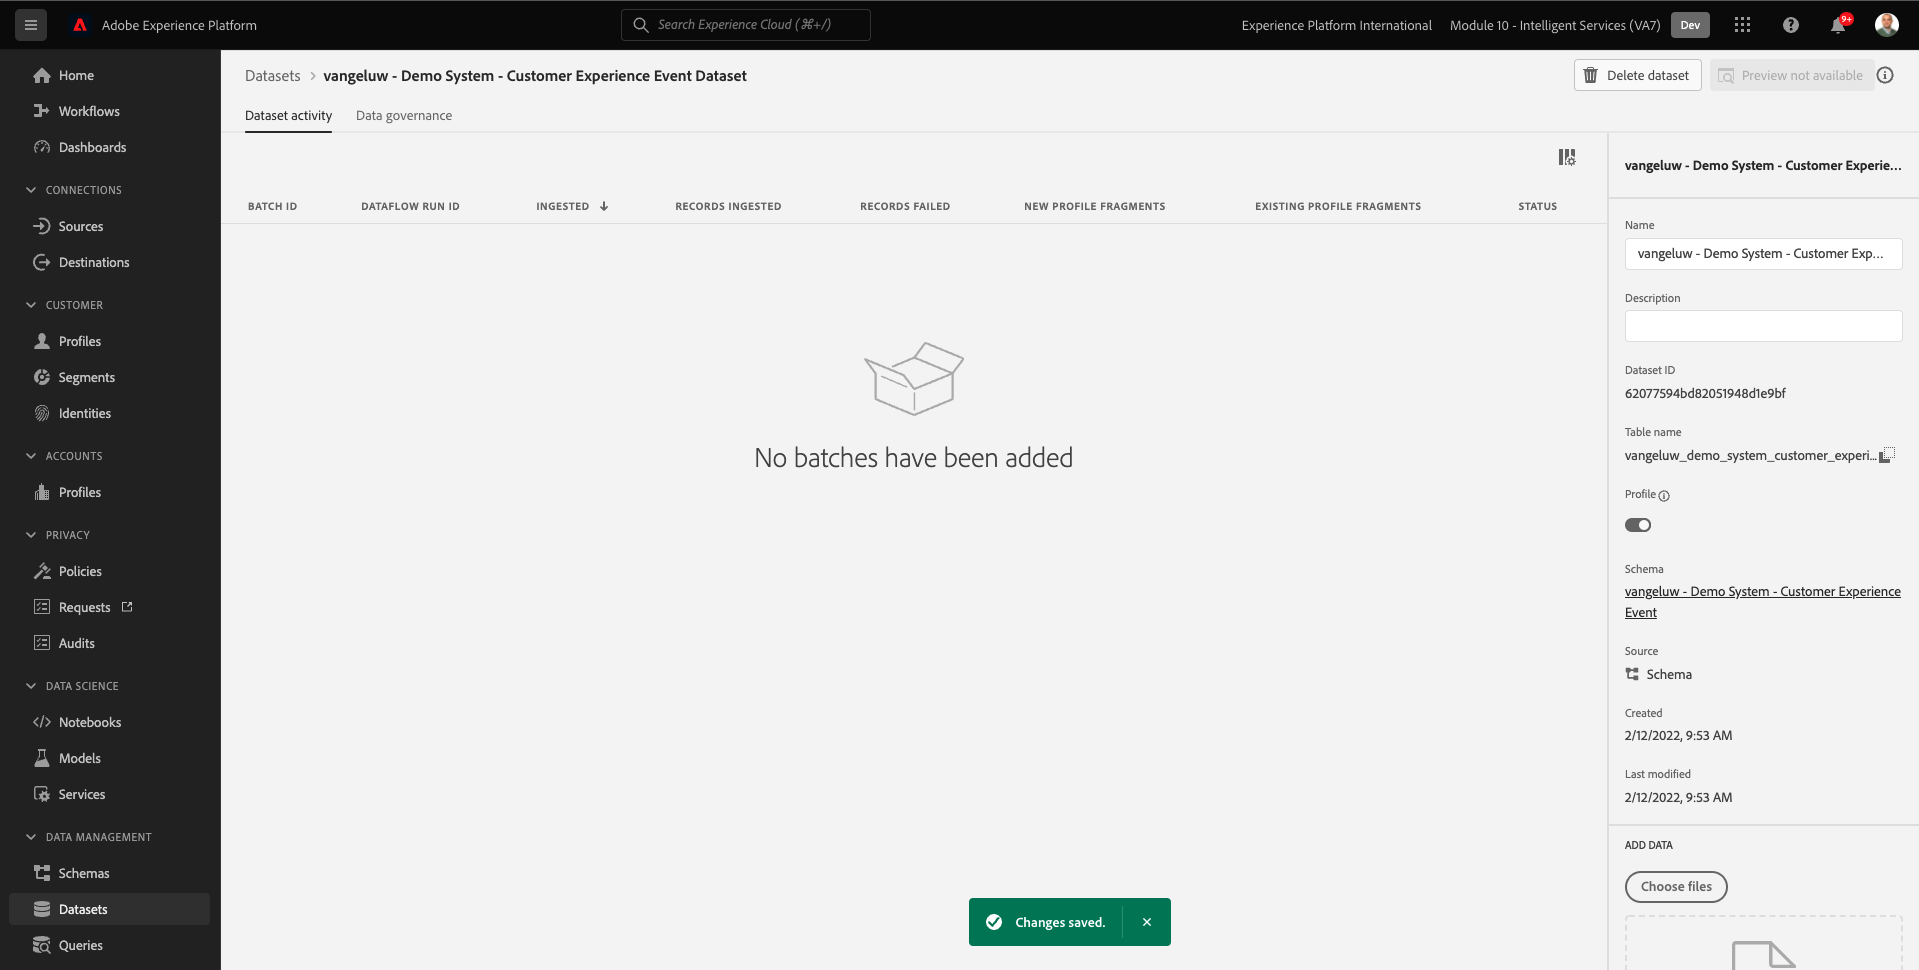 Adobe Experience Platform
Search Experience Cloud (⌘+/)
Experience Platform International
Module 10 - Intelligent Services (VA7)
Dev
9+
Home
Workflows
Dashboards
CONNECTIONS
Sources
Destinations
CUSTOMER
Profiles
Segments
Identities
ACCOUNTS
Profiles
PRIVACY
Policies
Requests
Audits
DATA SCIENCE
Notebooks
Models
Services
DATA MANAGEMENT
Schemas
Datasets
Queries
Datasets > vangeluw - Demo System - Customer Experience Event Dataset
Delete dataset
Preview not available
Dataset activity
Data governance
BATCH ID
DATAFLOW RUN ID
INGESTED
RECORDS INGESTED
RECORDS FAILED
NEW PROFILE FRAGMENTS
EXISTING PROFILE FRAGMENTS
STATUS
No batches have been added
Changes saved.
vangeluw - Demo System - Customer Experie...
Name
vangeluw - Demo System - Customer Exp...
Description
Dataset ID
62077594bd82051948d1e9bf
Table name
vangeluw_demo_system_customer_experi...
Profile
Schema
vangeluw - Demo System - Customer Experience
Event
Source
Schema
Created
2/12/2022, 9:53 AM
Last modified
2/12/2022, 9:53 AM
ADD DATA
Choose files